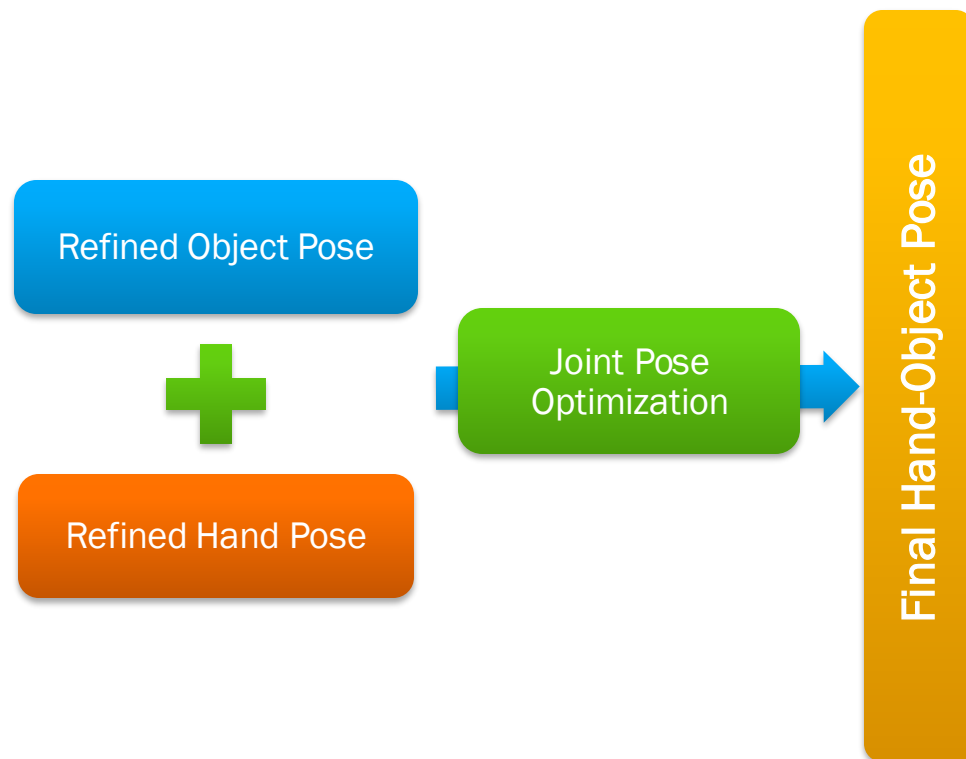 Refined Object Pose
Refined Hand Pose
Joint Pose
Optimization
Final Hand-Object Pose